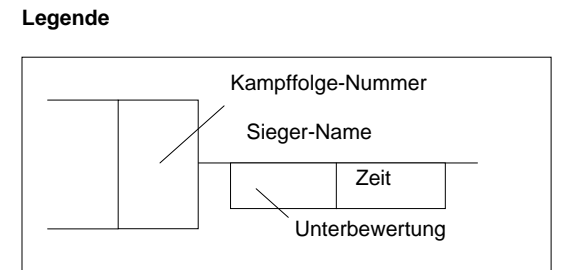 Legende
Kampffolge-Nummer
Sieger-Name
Zeit
Unterbewertung